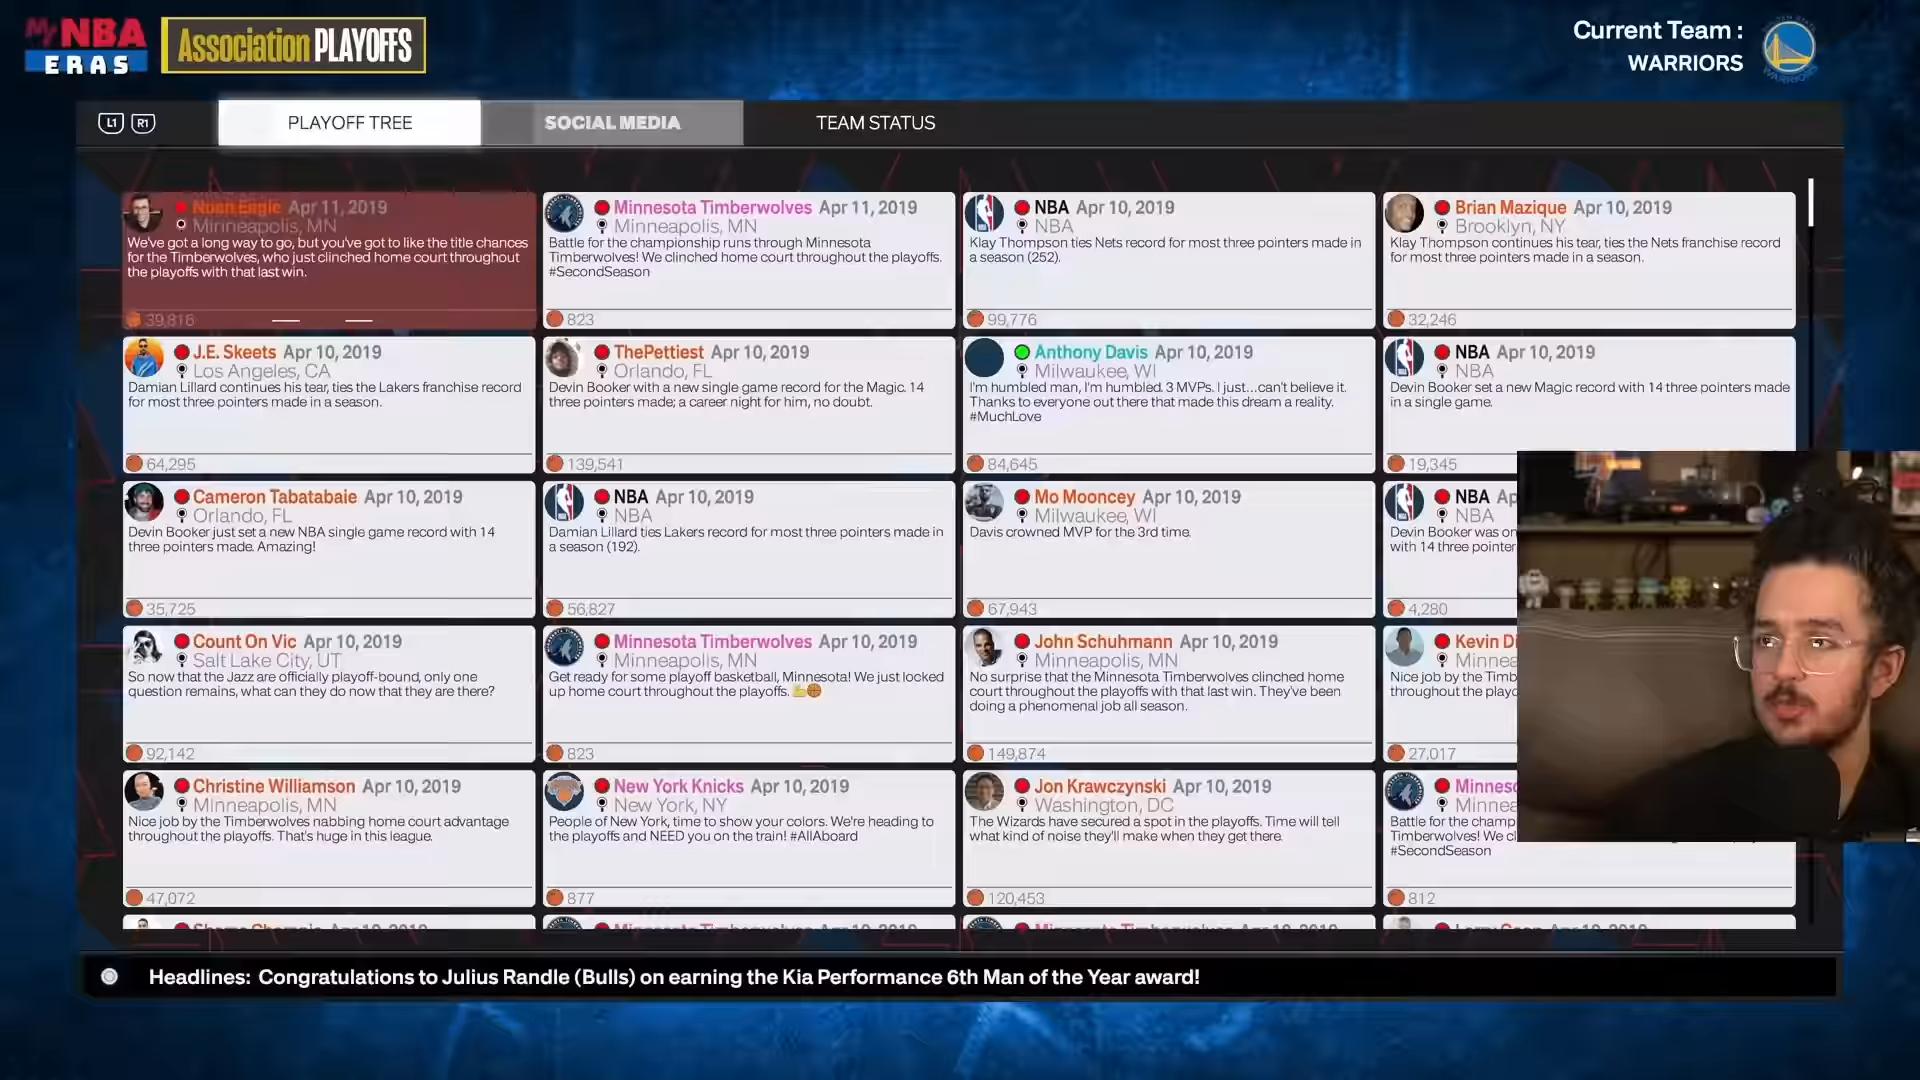 MyNBA
ERAS
Association PLAYOFFS
Current Team :
WARRIORS
L1 R1
PLAYOFF TREE
SOCIAL MEDIA
TEAM STATUS
Apr 11, 2019
Minneapolis, MN
We've got a long way to go, but you've got to like the title chances
for the Timberwolves, who just clinched home court throughout
the playoffs with that last win.
39,816
Minnesota Timberwolves Apr 11, 2019
Minneapolis, MN
Battle for the championship runs through Minnesota
Timberwolves! We clinched home court throughout the playoffs.
#SecondSeason
823
NBA Apr 10, 2019
NBA
Klay Thompson ties Nets record for most three pointers made in
a season (252).
99,776
Brian Mazique Apr 10, 2019
Brooklyn, NY
Klay Thompson continues his tear, ties the Nets franchise record
for most three pointers made in a season.
32,246
J.E. Skeets Apr 10, 2019
Los Angeles, CA
Damian Lillard continues his tear, ties the Lakers franchise record
for most three pointers made in a season.
64,295
ThePettiest Apr 10, 2019
Orlando, FL
Devin Booker with a new single game record for the Magic. 14
three pointers made; a career night for him, no doubt.
139,541
Anthony Davis Apr 10, 2019
Milwaukee, WI
I'm humbled man, I'm humbled. 3 MVPs. I just...can't believe it.
Thanks to everyone out there that made this dream a reality.
#MuchLove
84,645
NBA Apr 10, 2019
NBA
Devin Booker set a new Magic record with 14 three pointers made
in a single game.
19,345
Cameron Tabatabaie Apr 10, 2019
Orlando, FL
Devin Booker just set a new NBA single game record with 14
three pointers made. Amazing!
35,725
NBA Apr 10, 2019
NBA
Damian Lillard ties Lakers record for most three pointers made in
a season (192).
56,827
Mo Mooncey Apr 10, 2019
Milwaukee, WI
Davis crowned MVP for the 3rd time.
67,943
NBA Ap
NBA
Devin Booker was on
with 14 three pointer
4,280
Count On Vic Apr 10, 2019
Salt Lake City, UT
So now that the Jazz are officially playoff-bound, only one
question remains, what can they do now that they are there?
92,142
Minnesota Timberwolves Apr 10, 2019
Minneapolis, MN
Get ready for some playoff basketball, Minnesota! We just locked
up home court throughout the playoffs.
823
John Schuhmann Apr 10, 2019
Minneapolis, MN
No surprise that the Minnesota Timberwolves clinched home
court throughout the playoffs with that last win. They've been
doing a phenomenal job all season.
149,874
Kevin Di
Minnea
Nice job by the Timb
throughout the playo
27,017
Christine Williamson Apr 10, 2019
Minneapolis, MN
Nice job by the Timberwolves nabbing home court advantage
throughout the playoffs. That's huge in this league.
47,072
New York Knicks Apr 10, 2019
New York, NY
People of New York, time to show your colors. We're heading to
the playoffs and NEED you on the train! #AllAboard
877
Jon Krawczynski Apr 10, 2019
Washington, DC
The Wizards have secured a spot in the playoffs. Time will tell
what kind of noise they'll make when they get there.
120,453
Minneso
Minnea
Battle for the champ
Timberwolves! We cl
#SecondSeason
812
Minnesota Timberwolves Apr 10, 2019
Minnesota Timberwolves Apr 10, 2019
Headlines: Congratulations to Julius Randle (Bulls) on earning the Kia Performance 6th Man of the Year award!